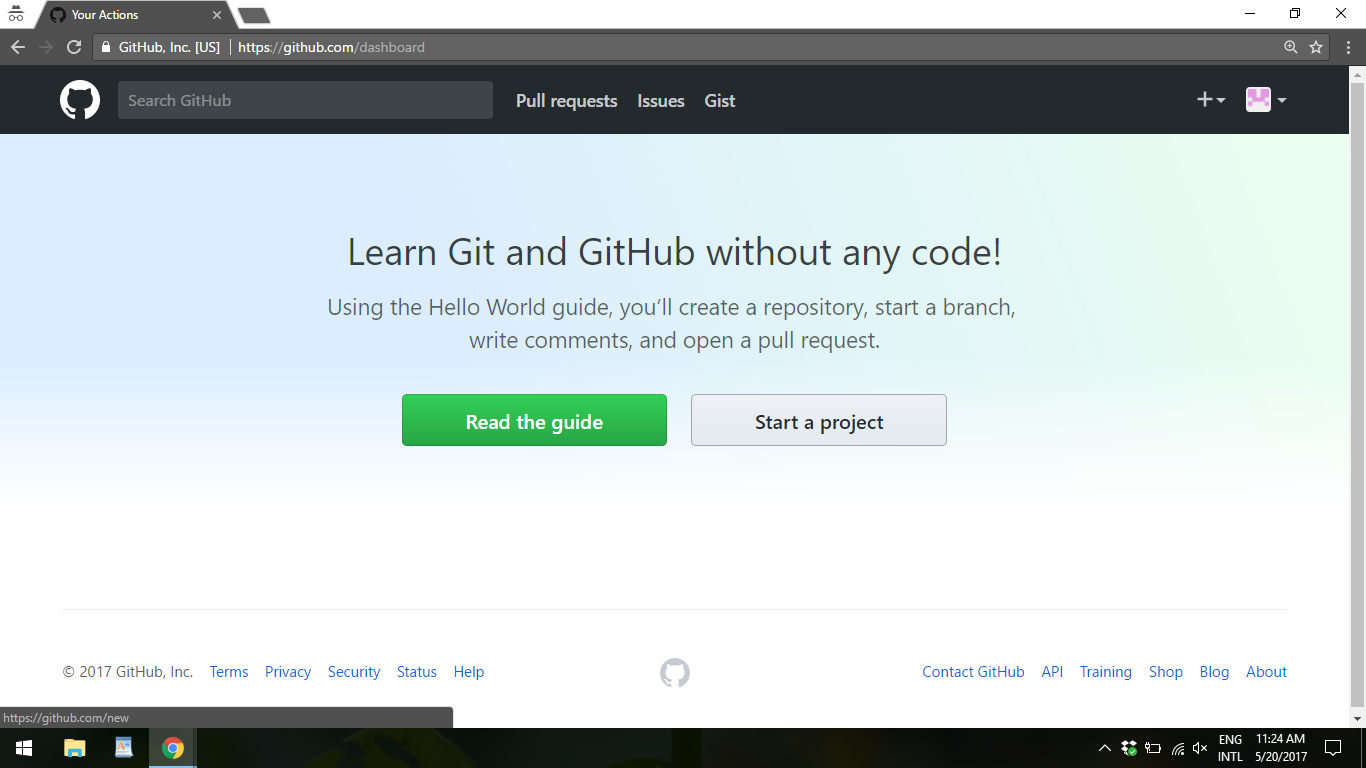 Your Actions
GitHub, Inc. [US] https://github.com/dashboard
Search GitHub Pull requests Issues Gist
Learn Git and GitHub without any code!
Using the Hello World guide, you’ll create a repository, start a branch,
write comments, and open a pull request.
Read the guide Start a project
© 2017 GitHub, Inc. Terms Privacy Security Status Help Contact GitHub API Training Shop Blog About
https://github.com/new
ENG 11:24 AM
INTL 5/20/2017